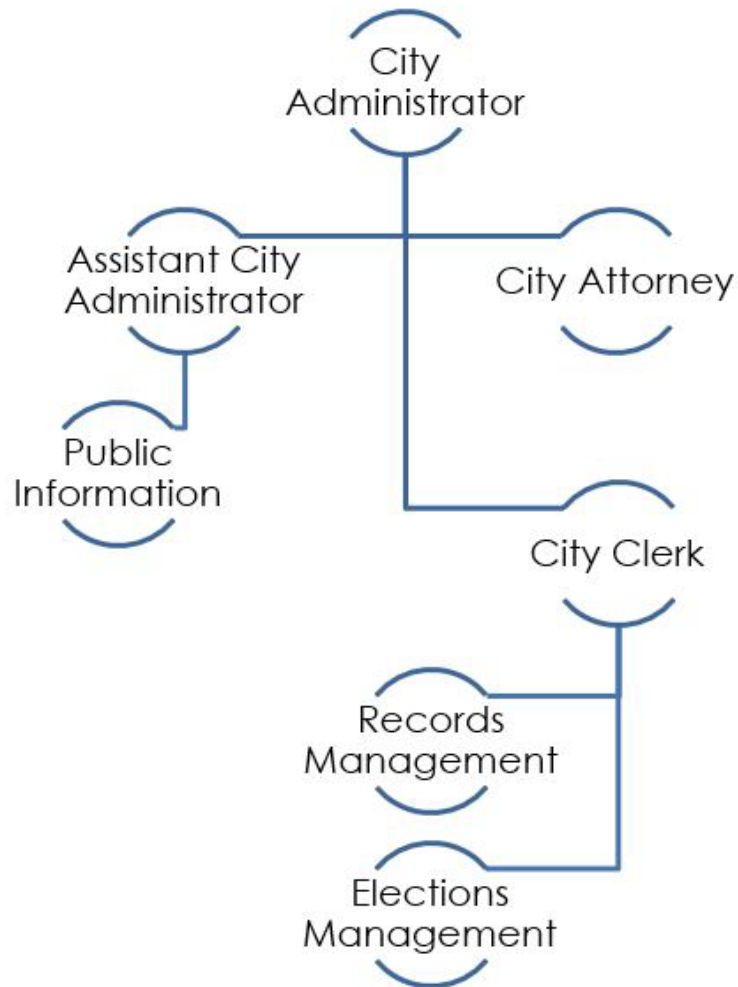 City
Administrator
Assistant City
Administrator
City Attorney
Public
Information
City Clerk
Records
Management
Elections
Management